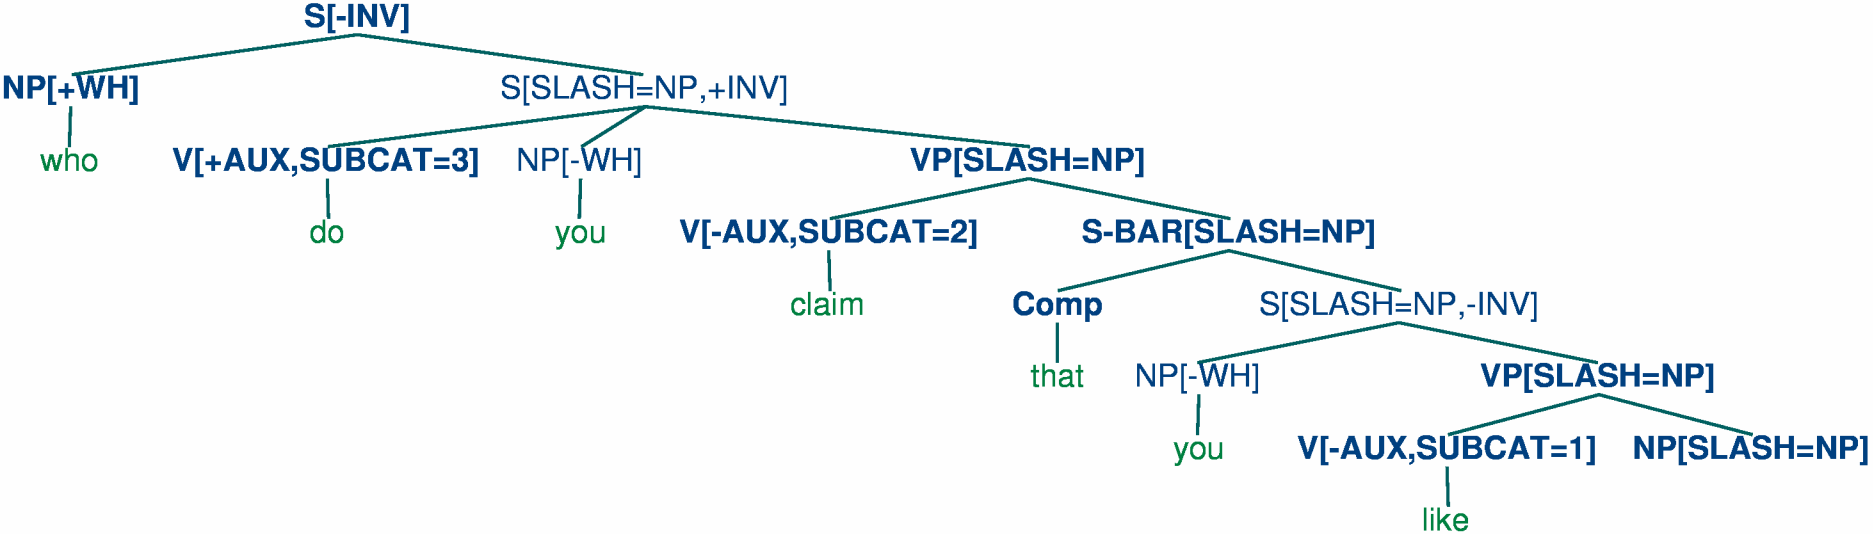 S[-INV]
NP[+WH] S[SLASH=NP,+INV]
who V[+AUX,SUBCAT=3] NP[-WH] VP[SLASH=NP]
do you V[-AUX,SUBCAT=2] S-BAR[SLASH=NP]
claim Comp S[SLASH=NP,-INV]
that NP[-WH] VP[SLASH=NP]
you V[-AUX,SUBCAT=1] NP[SLASH=NP]
like